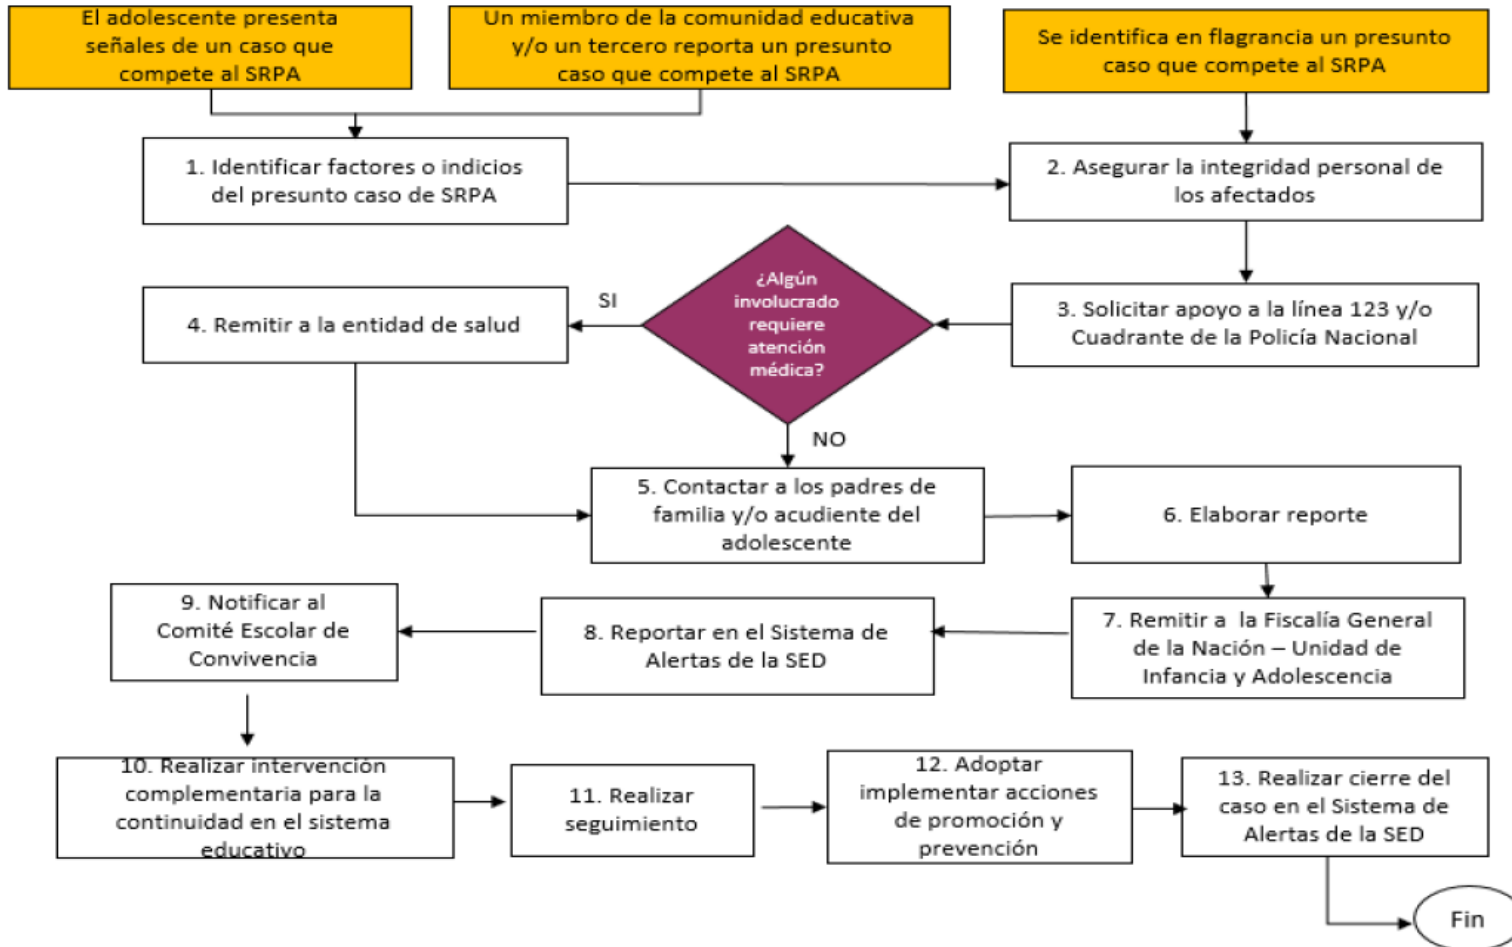 El adolescente presenta
señales de un caso que
compete al SRPA
Un miembro de la comunidad educativa
y/o un tercero reporta un presunto
caso que compete al SRPA
Se identifica en flagrancia un presunto
caso que compete al SRPA
1. Identificar factores o indicios
del presunto caso de SRPA
2. Asegurar la integridad personal de
los afectados
3. Solicitar apoyo a la línea 123 y/o
Cuadrante de la Policía Nacional
¿Algún
involucrado
requiere
atención
médica?
SI
4. Remitir a la entidad de salud
NO
5. Contactar a los padres de
familia y/o acudiente del
adolescente
6. Elaborar reporte
7. Remitir a la Fiscalía General
de la Nación – Unidad de
Infancia y Adolescencia
8. Reportar en el Sistema de
Alertas de la SED
9. Notificar al
Comité Escolar de
Convivencia
10. Realizar intervención
complementaria para la
continuidad en el sistema
educativo
11. Realizar
seguimiento
12. Adoptar
implementar acciones
de promoción y
prevención
13. Realizar cierre del
caso en el Sistema de
Alertas de la SED
Fin